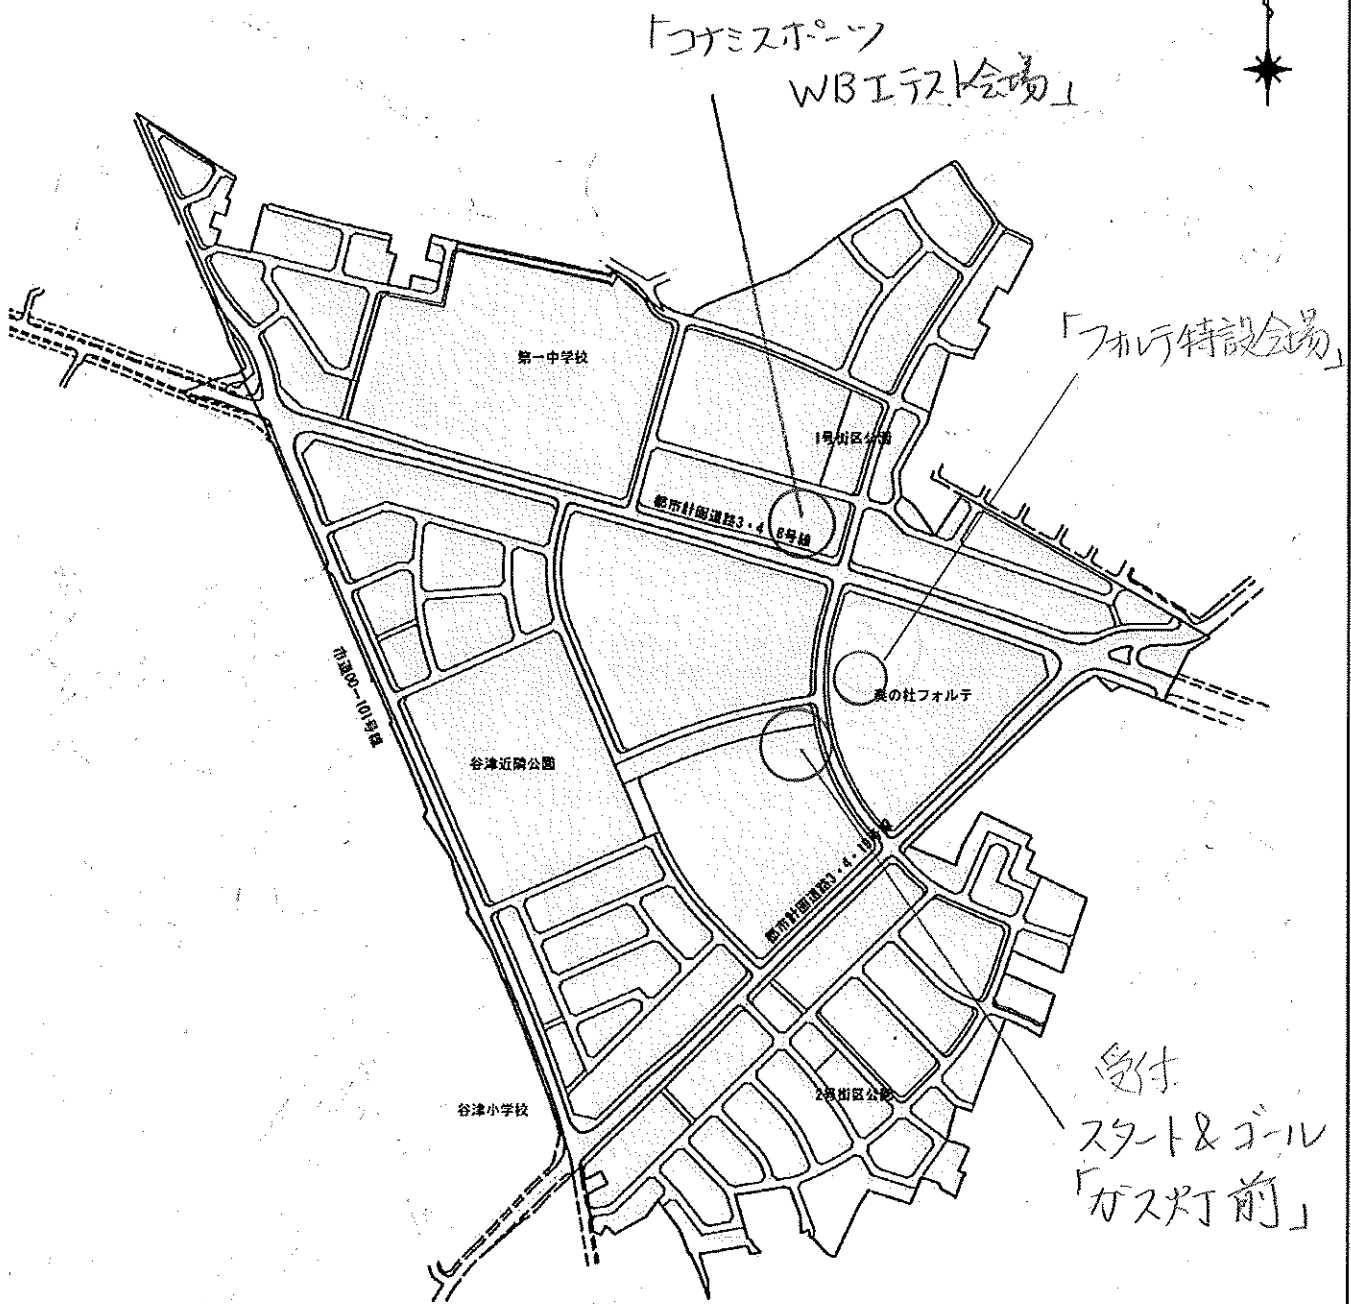 「コナミスポーツ
WBエテスト会場」
「フォルテ特設会場」
第一中学校
1号街区公園
都市計画道路3・4・8号線
市道00-101号線
奏の杜フォルテ
谷津近隣公園
都市計画道路3・4・19号線
2号街区公園
谷津小学校
受付
スタート&ゴール
「ガス灯前」